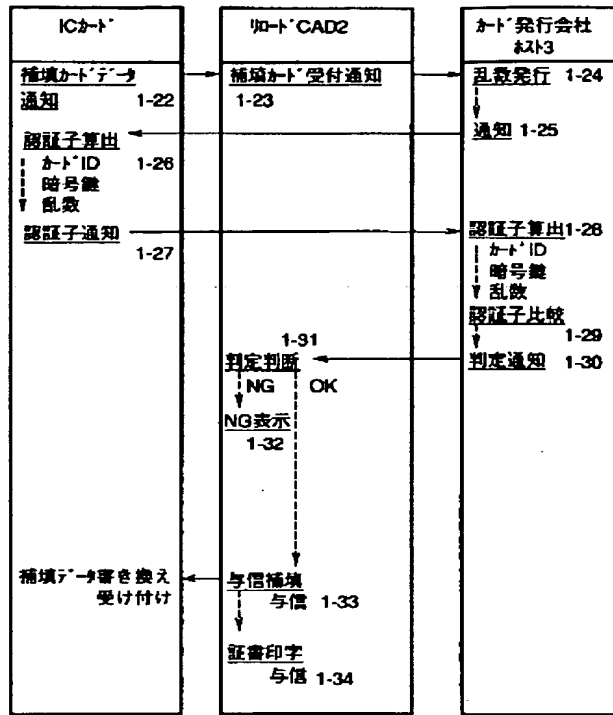 ICカード
補填カードデータ
通知 1-22
認証子算出
カードID 1-26
暗号鍵
乱数
認証子通知
1-27
補填データ書き換え
受け付け
リロードCAD2
補填カード受付通知
1-23
1-31
判定判断
NG OK
NG表示
1-32
与信補填
与信 1-33
証書印字
与信 1-34
カード発行会社
ホスト3
乱数発行 1-24
通知 1-25
認証子算出 1-28
カードID
暗号鍵
乱数
認証子比較
1-29
判定通知 1-30